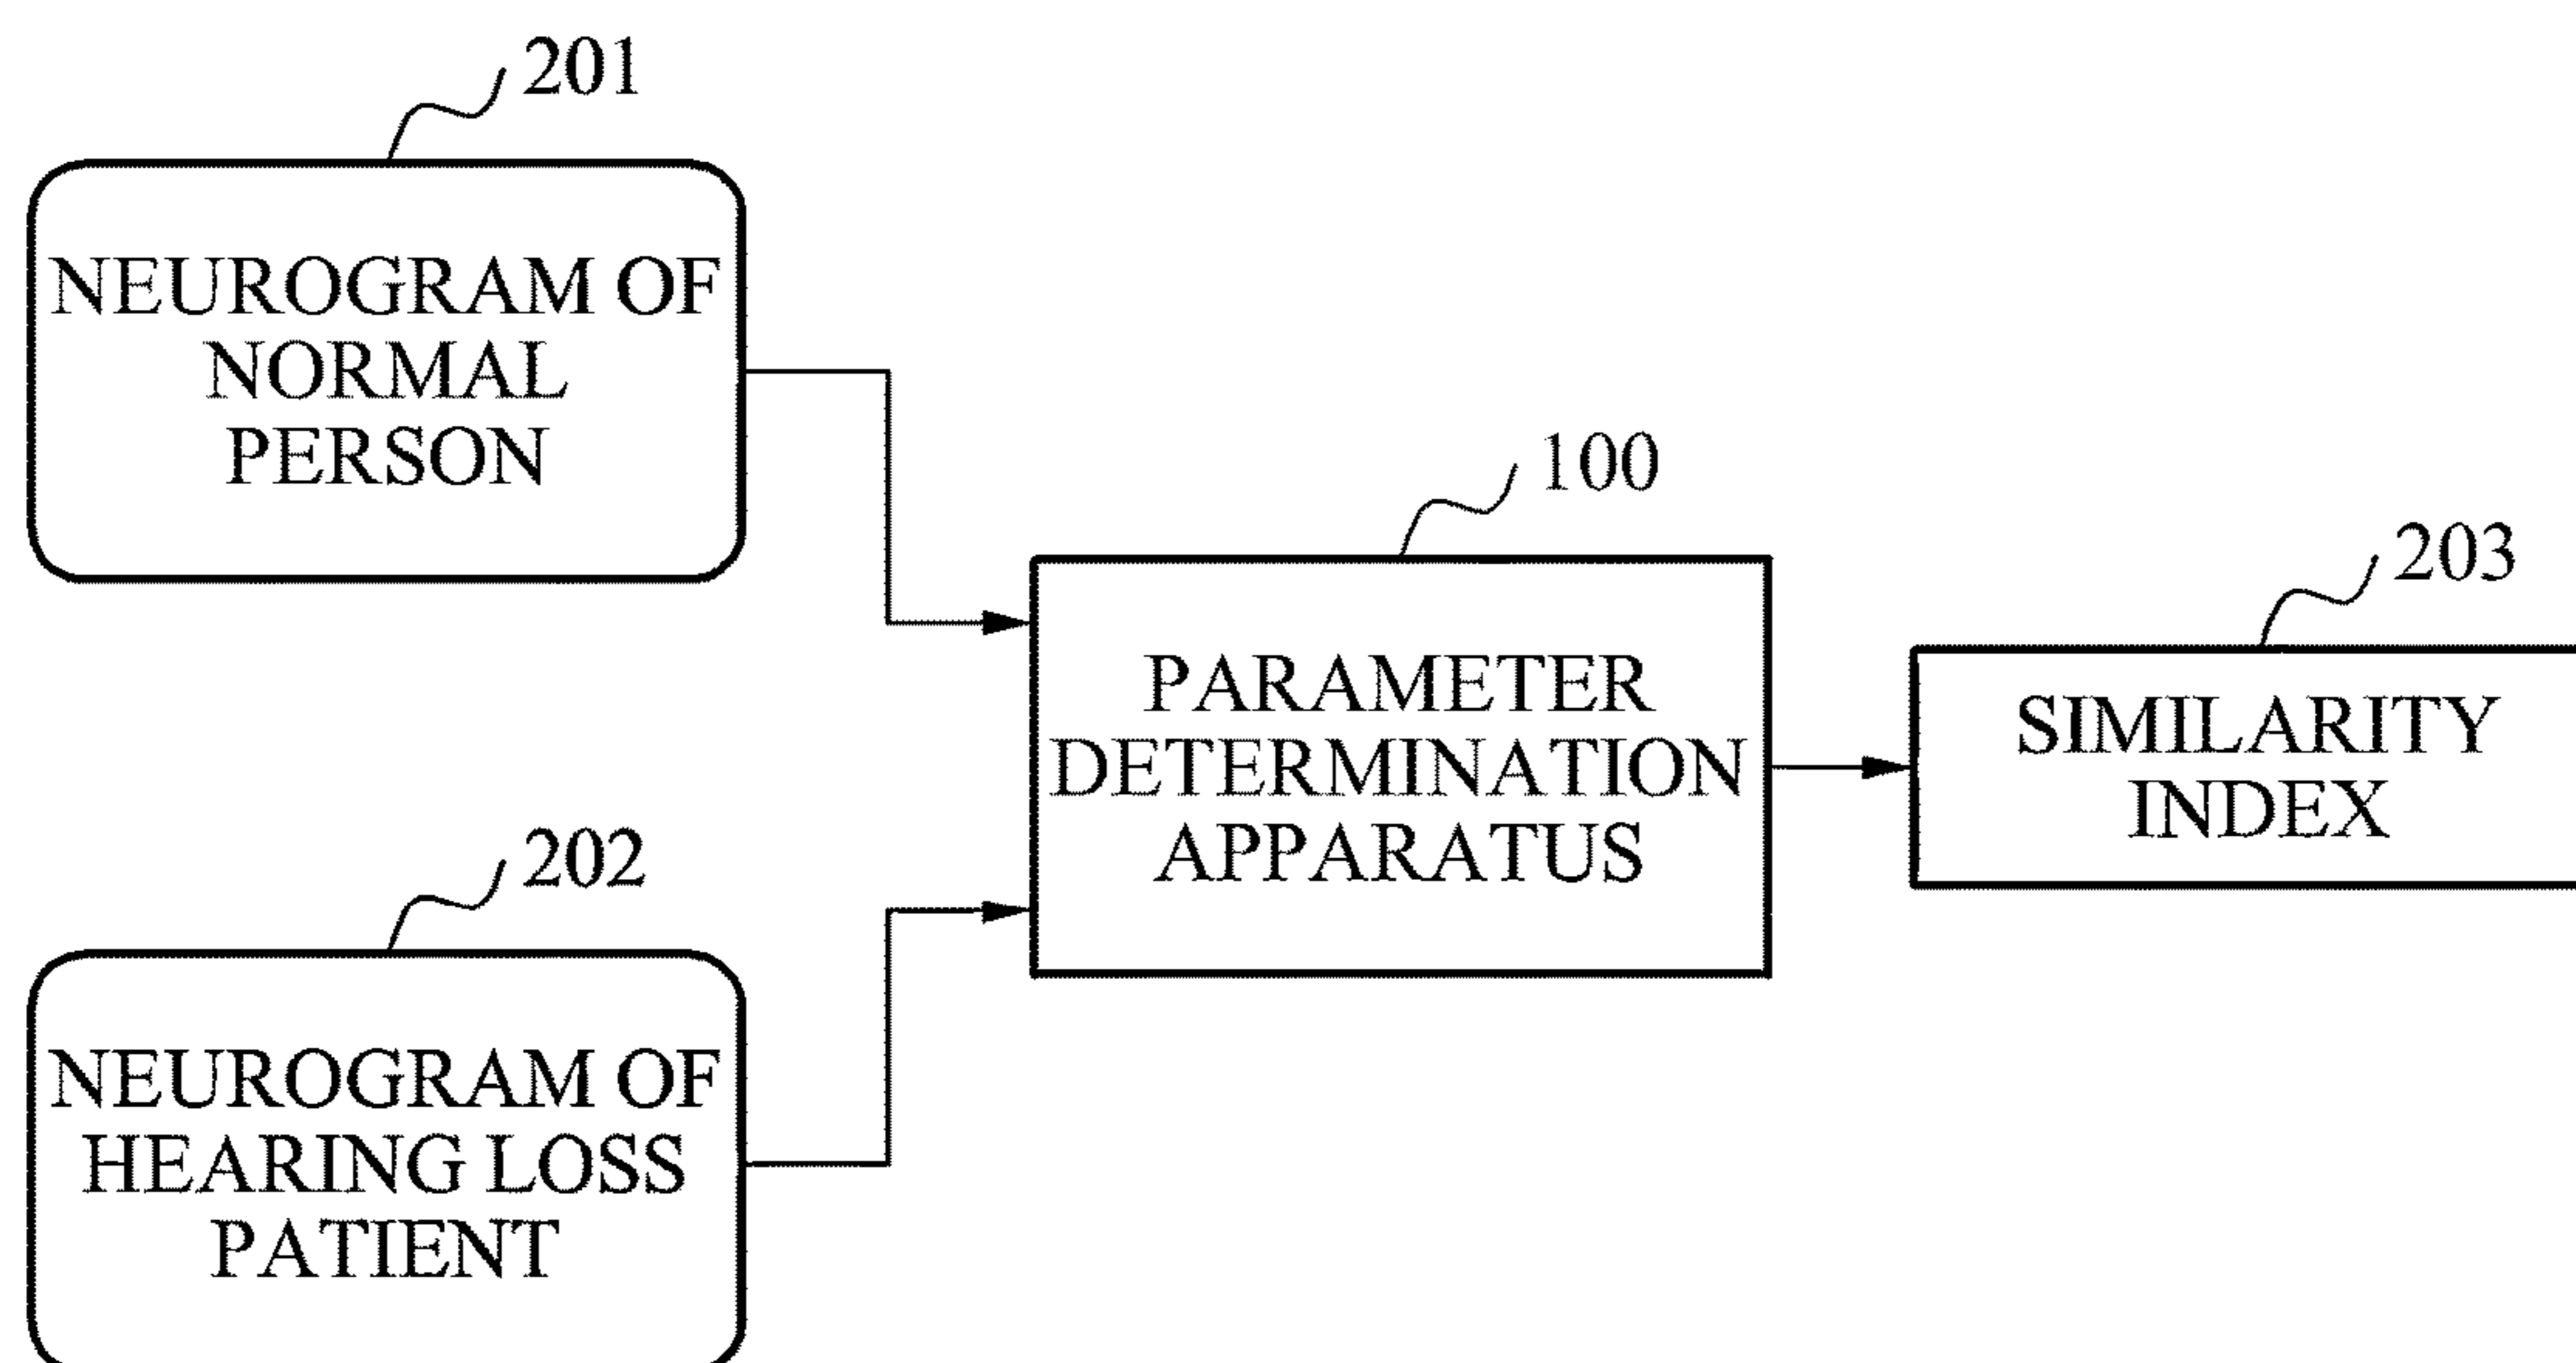 201
NEUROGRAM OF
NORMAL
PERSON
100
PARAMETER
DETERMINATION
APPARATUS
203
SIMILARITY
INDEX
202
NEUROGRAM OF
HEARING LOSS
PATIENT